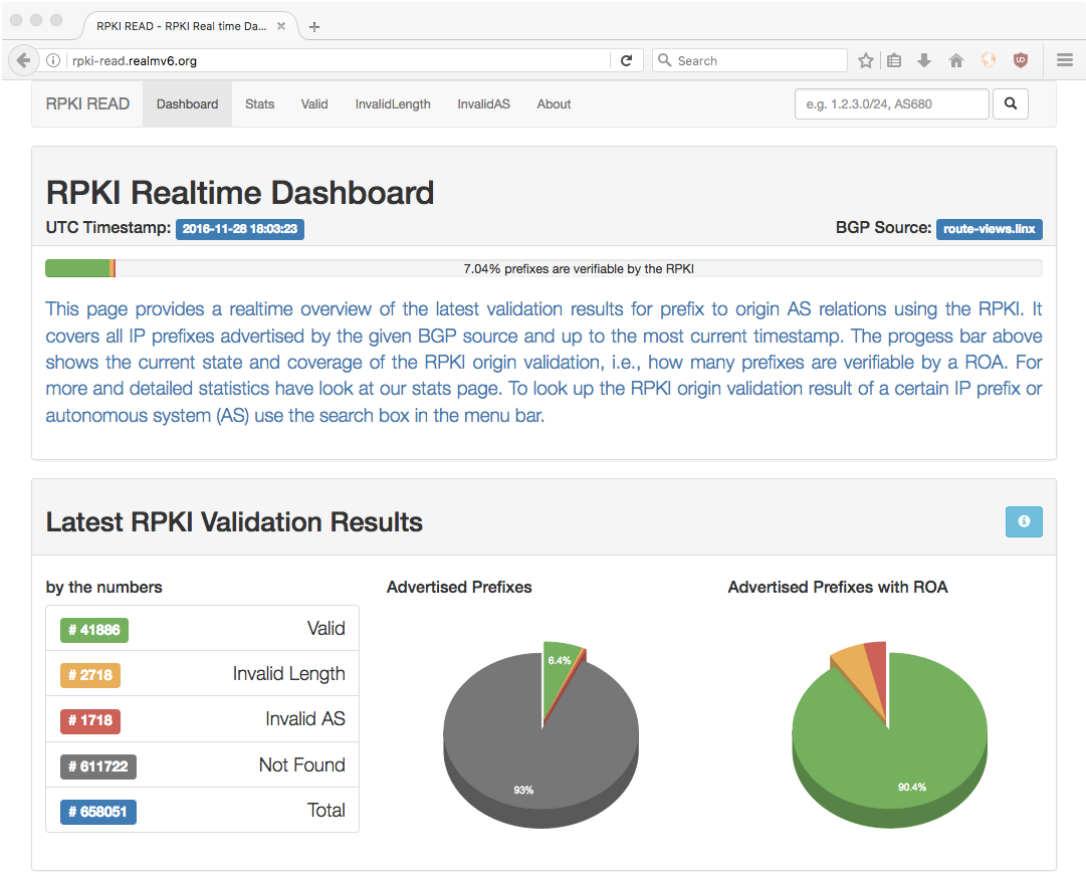 RPKI READ - RPKI Real time Da...
rpki-read.realmv6.org
Search
RPKI READ Dashboard Stats Valid InvalidLength InvalidAS About e.g. 1.2.3.0/24, AS680
RPKI Realtime Dashboard
UTC Timestamp: 2016-11-28 18:03:23 BGP Source: route-views.linx
7.04% prefixes are verifiable by the RPKI
This page provides a realtime overview of the latest validation results for prefix to origin AS relations using the RPKI. It
covers all IP prefixes advertised by the given BGP source and up to the most current timestamp. The progess bar above
shows the current state and coverage of the RPKI origin validation, i.e., how many prefixes are verifiable by a ROA. For
more and detailed statistics have look at our stats page. To look up the RPKI origin validation result of a certain IP prefix or
autonomous system (AS) use the search box in the menu bar.
Latest RPKI Validation Results
by the numbers
# 41886 Valid
# 2718 Invalid Length
# 1718 Invalid AS
# 611722 Not Found
# 658051 Total
Advertised Prefixes
6.4%
93%
Advertised Prefixes with ROA
90.4%